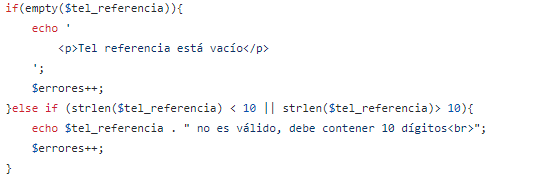 if(empty($tel_referencia)){
echo '
<p>Tel referencia está vacío</p>
';
$errores++;
}else if (strlen($tel_referencia) < 10 || strlen($tel_referencia)> 10){
echo $tel_referencia . " no es válido, debe contener 10 dígitos<br>";
$errores++;
}